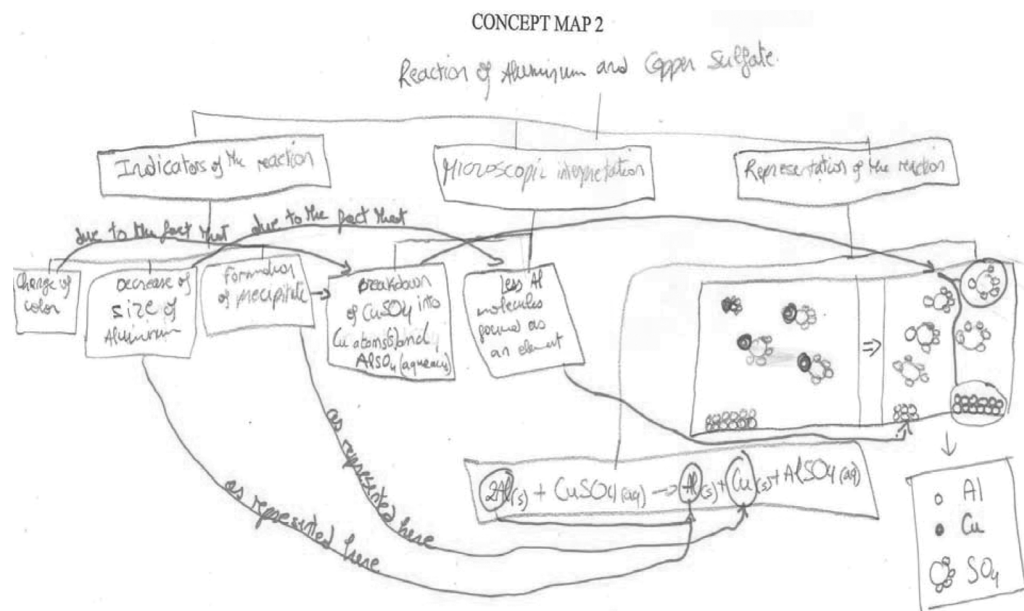 CONCEPT MAP 2
Reaction of Aluminum and Copper Sulfate.
Indicators of the reaction
Microscopic interpretation
Representation of the reaction
due to the fact that
due to the fact that
Change of
color
Decrease of
size of
Aluminum
Formation
of precipitate
Breakdown
of CuSO4 into
Cu atoms(s) and
AlSO4 (aqueous)
Less Al
molecules
found as
an element
⇒
as represented here
as represented here
2Al(s) + CuSO4 (aq) → Al(s) + Cu(s) + AlSO4 (aq)
Al
Cu
SO4